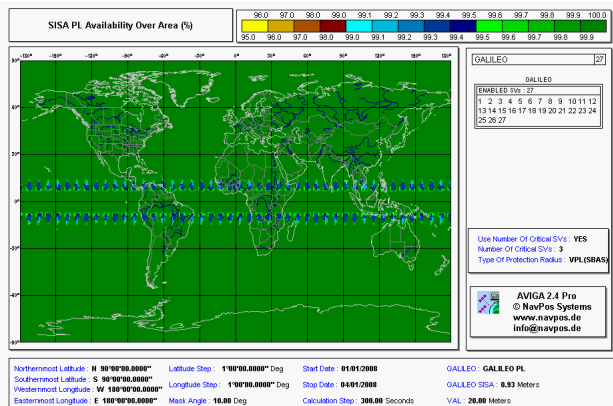 SISA PL Availability Over Area (%)
96.0 97.0 98.0 99.0 99.1 99.2 99.3 99.4 99.5 99.6 99.7 99.8 99.9 100.0
95.0 96.0 97.0 98.0 99.0 99.1 99.2 99.3 99.4 99.5 99.6 99.7 99.8 99.9
GALILEO 27
GALILEO
ENABLED SVs : 27
1 2 3 4 5 6 7 8 9 10 11 12
13 14 15 16 17 18 19 20 21 22 23 24
25 26 27
Use Number Of Critical SVs : YES
Number Of Critical SVs : 3
Type Of Protection Radius : VPL(SBAS)
AVIGA 2.4 Pro
© NavPos Systems
www.navpos.de
info@navpos.de
Northernmost Latitude : N 90°00'00.0000" Latitude Step : 1°00'00.0000" Deg Start Date : 01/01/2008 GALILEO : GALILEO PL
Southernmost Latitude : S 90°00'00.0000"
Westernmost Longitude : W 180°00'00.0000" Longitude Step : 1°00'00.0000" Deg Stop Date : 04/01/2008 GALILEO SISA : 0.93 Meters
Easternmost Longitude : E 180°00'00.0000" Mask Angle : 10.00 Deg Calculation Step : 300.00 Seconds VAL : 20.00 Meters